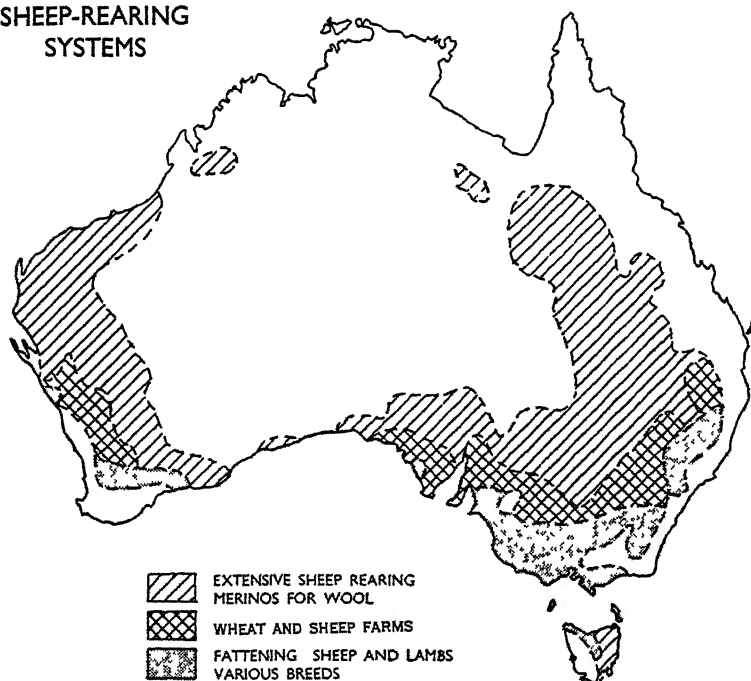 SHEEP-REARING
SYSTEMS
EXTENSIVE SHEEP REARING
MERINOS FOR WOOL
WHEAT AND SHEEP FARMS
FATTENING SHEEP AND LAMBS
VARIOUS BREEDS